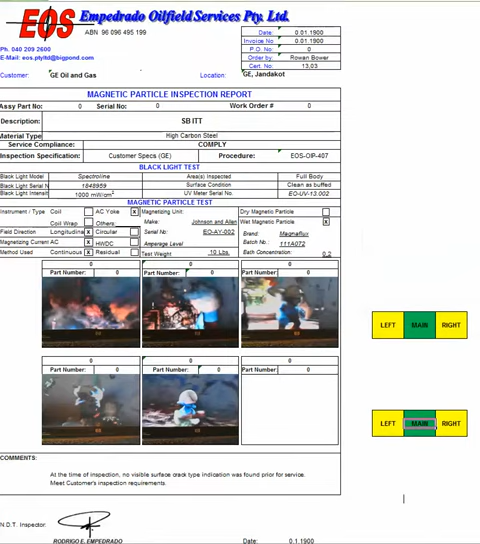 EOS Empedrado Oilfield Services Pty. Ltd.
ABN 96 096 495 199
Ph. 040 209 2600
E-Mail: eos.ptyltd@bigpond.com
Date: 0.01.1900
Invoice No 0.01.1900
P.O. No: 0
Order by: Rowan Bower
Cert. No: 13,03
Customer: GE Oil and Gas Location: GE, Jandakot
MAGNETIC PARTICLE INSPECTION REPORT
Assy Part No: 0 Serial No: 0 Work Order # 0
Description: SB ITT
Material Type High Carbon Steel
Service Compliance: COMPLY
Inspection Specification: Customer Specs (GE) Procedure: EOS-OIP-407
BLACK LIGHT TEST
Black Light Model Spectroline Area(s) Inspected Full Body
Black Light Serial N 1848959 Surface Condition Clean as buffed
Black Light Intensit 1000 mW/cm² UV Meter Serial No. EO-UV-13.002
MAGNETIC PARTICLE TEST
Instrument / Type Coil AC Yoke x Magnetizing Unit: Dry Magnetic Particle
Coil Wrap Others: Make: Johnson and Allen Wet Magnetic Particle x
Field Direction Longitudina x Circular Serial No: EO-AY-002 Brand: Magnaflux
Magnetizing Current AC x HWDC Amperage Level Batch No.: 111A072
Method Used Continuous x Residual Test Weight 10 Lbs. Bath Concentration: 0.2
0 0 0
Part Number: 0 Part Number: 0 Part Number: 0
LEFT MAIN RIGHT
0 0 0
Part Number: 0 Part Number: 0 Part Number: 0
LEFT MAIN RIGHT
COMMENTS:
At the time of inspection, no visible surface crack type indication was found prior for service.
Meet Customer's inspection requirements.
N.D.T. Inspector:
RODRIGO E. EMPEDRADO Date: 0.1.1900